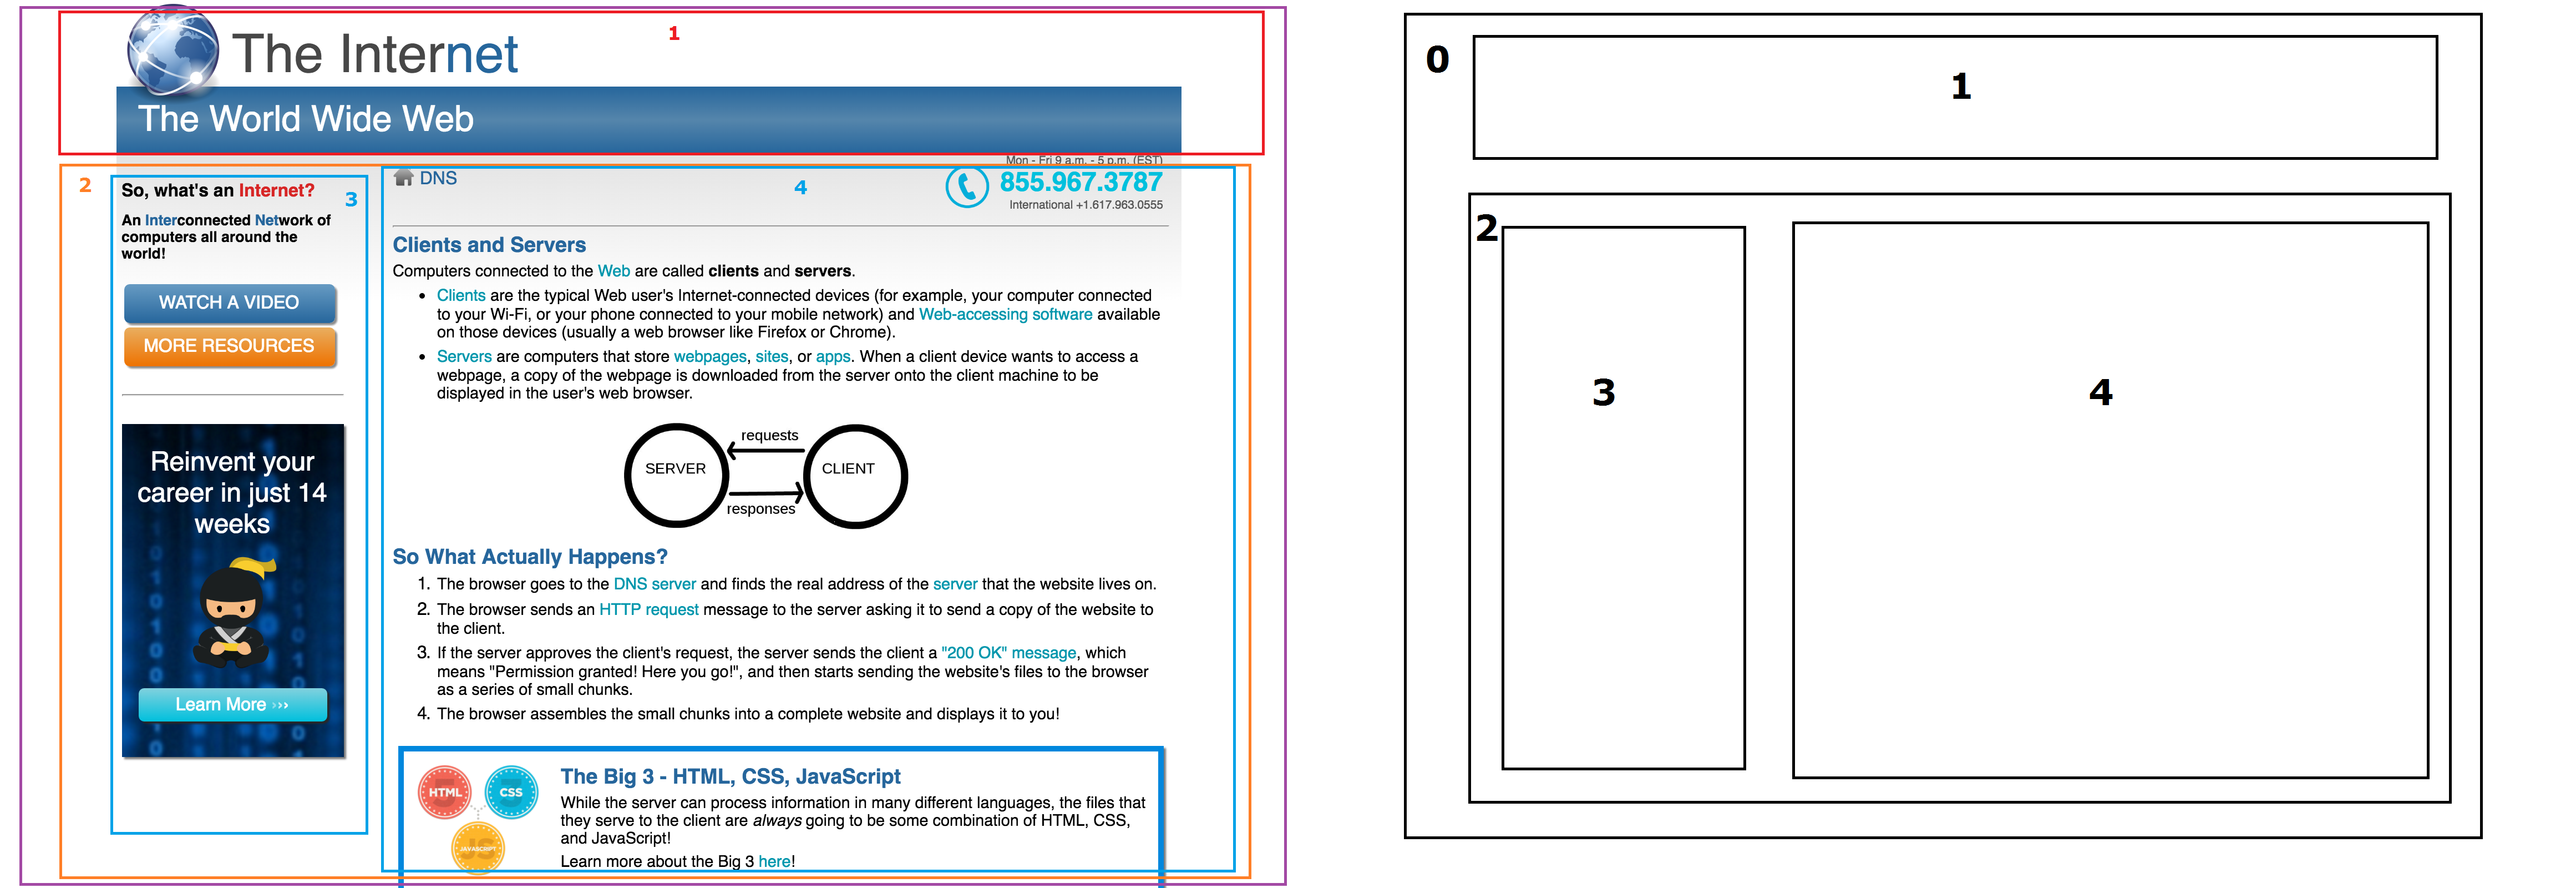 1
The Internet
The World Wide Web
2
So, what's an Internet?
3
An Interconnected Network of
computers all around the
world!
WATCH A VIDEO
MORE RESOURCES
Reinvent your
career in just 14
weeks
Learn More ›››
Mon - Fri 9 a.m. - 5 p.m. (EST)
DNS
4
855.967.3787
International +1.617.963.0555
Clients and Servers
Computers connected to the Web are called clients and servers.
• Clients are the typical Web user's Internet-connected devices (for example, your computer connected
to your Wi-Fi, or your phone connected to your mobile network) and Web-accessing software available
on those devices (usually a web browser like Firefox or Chrome).
• Servers are computers that store webpages, sites, or apps. When a client device wants to access a
webpage, a copy of the webpage is downloaded from the server onto the client machine to be
displayed in the user's web browser.
requests
SERVER
CLIENT
responses
So What Actually Happens?
1. The browser goes to the DNS server and finds the real address of the server that the website lives on.
2. The browser sends an HTTP request message to the server asking it to send a copy of the website to
the client.
3. If the server approves the client's request, the server sends the client a "200 OK" message, which
means "Permission granted! Here you go!", and then starts sending the website's files to the browser
as a series of small chunks.
4. The browser assembles the small chunks into a complete website and displays it to you!
HTML
CSS
JS
JAVASCRIPT
The Big 3 - HTML, CSS, JavaScript
While the server can process information in many different languages, the files that
they serve to the client are always going to be some combination of HTML, CSS,
and JavaScript!
Learn more about the Big 3 here!
0
1
2
3
4